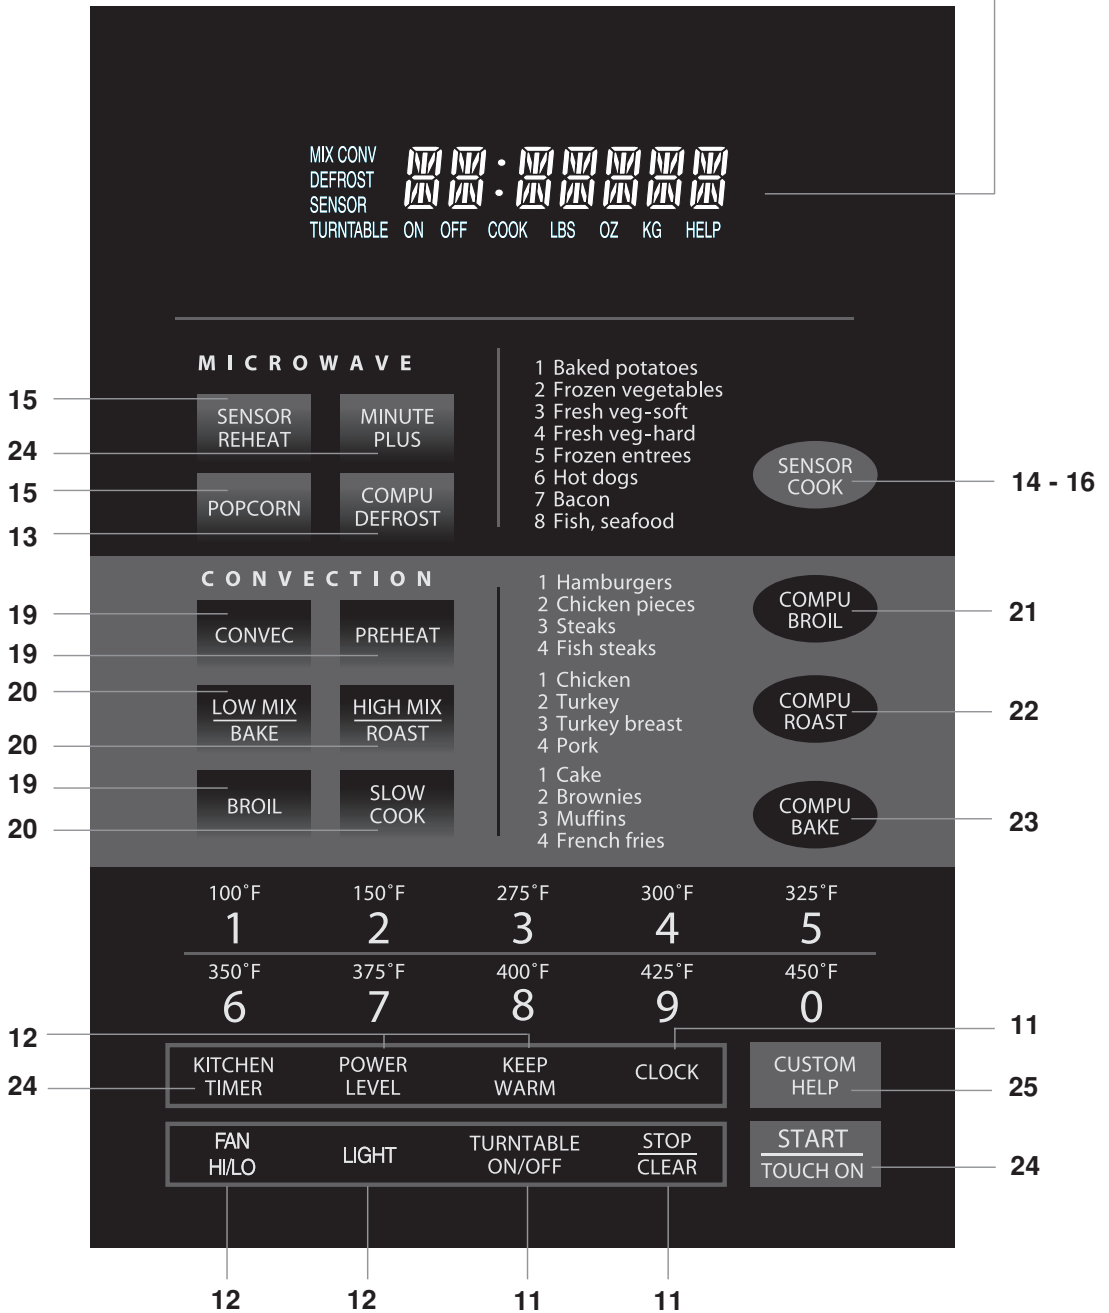 MIX CONV
DEFROST
SENSOR
TURNTABLE ON OFF COOK LBS OZ KG HELP
MICROWAVE
15
SENSOR
REHEAT
24
MINUTE
PLUS
15
POPCORN
13
COMPU
DEFROST
1 Baked potatoes
2 Frozen vegetables
3 Fresh veg-soft
4 Fresh veg-hard
5 Frozen entrees
6 Hot dogs
7 Bacon
8 Fish, seafood
SENSOR
COOK
14 - 16
CONVECTION
19
CONVEC
19
PREHEAT
20
LOW MIX
BAKE
20
HIGH MIX
ROAST
19
BROIL
20
SLOW
COOK
1 Hamburgers
2 Chicken pieces
3 Steaks
4 Fish steaks
COMPU
BROIL
21
1 Chicken
2 Turkey
3 Turkey breast
4 Pork
COMPU
ROAST
22
1 Cake
2 Brownies
3 Muffins
4 French fries
COMPU
BAKE
23
100˚F 150˚F 275˚F 300˚F 325˚F
1 2 3 4 5
350˚F 375˚F 400˚F 425˚F 450˚F
6 7 8 9 0
12
24
KITCHEN
TIMER
POWER
LEVEL
KEEP
WARM
CLOCK
11
CUSTOM
HELP
25
FAN
HI/LO
LIGHT
TURNTABLE
ON/OFF
STOP
CLEAR
START
TOUCH ON
24
12 12 11 11